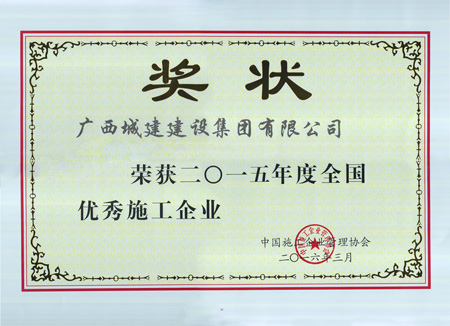 奖状
广西城建建设集团有限公司
荣获二〇一五年度全国
优秀施工企业
中国施工企业管理协会
二〇一六年三月